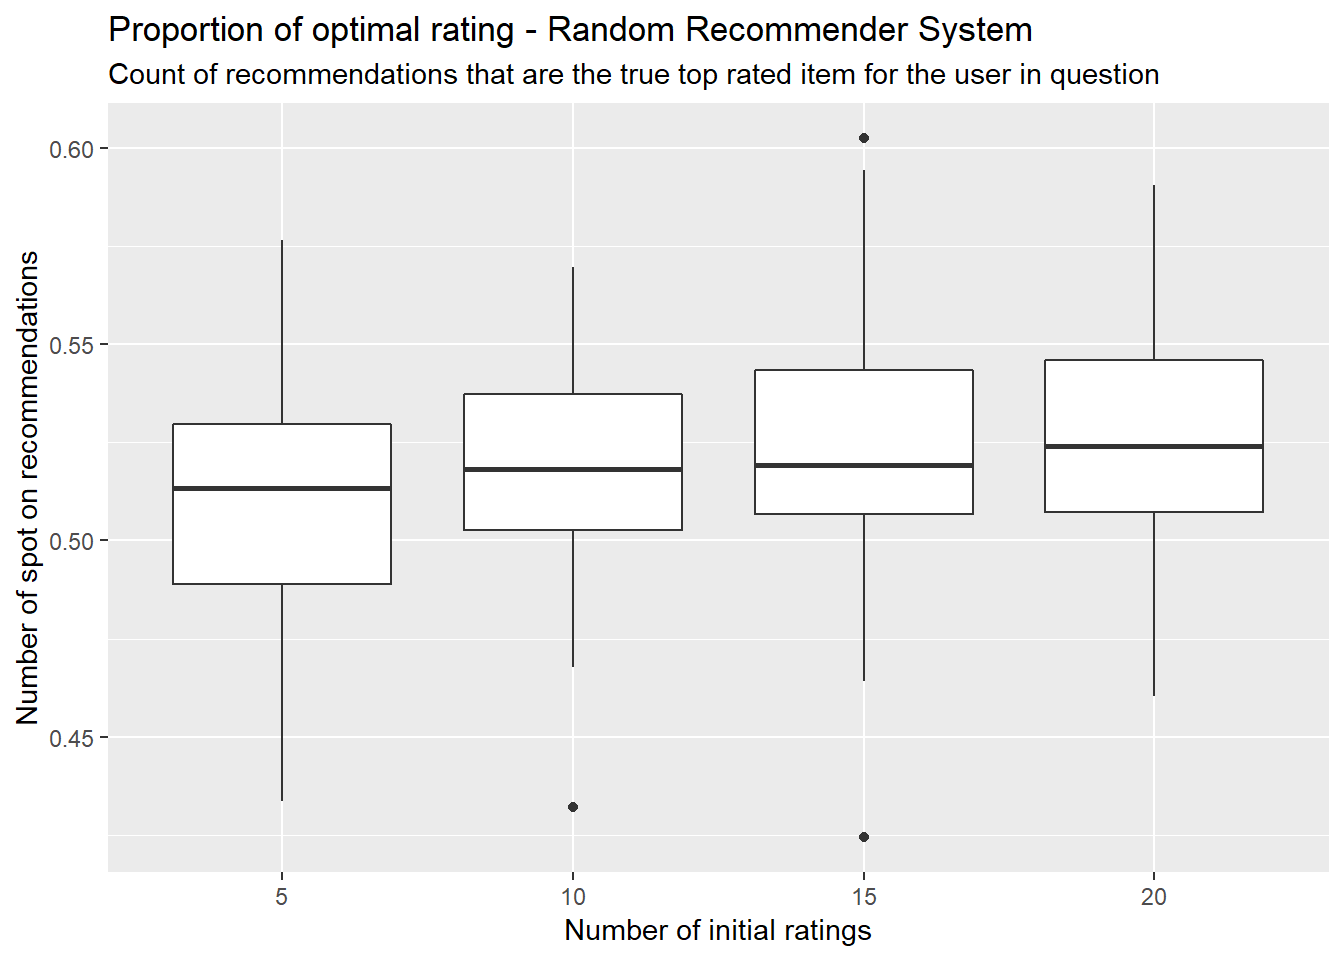 Proportion of optimal rating - Random Recommender System
Count of recommendations that are the true top rated item for the user in question
Number of spot on recommendations
0.60
0.55
0.50
0.45
5
10
15
20
Number of initial ratings